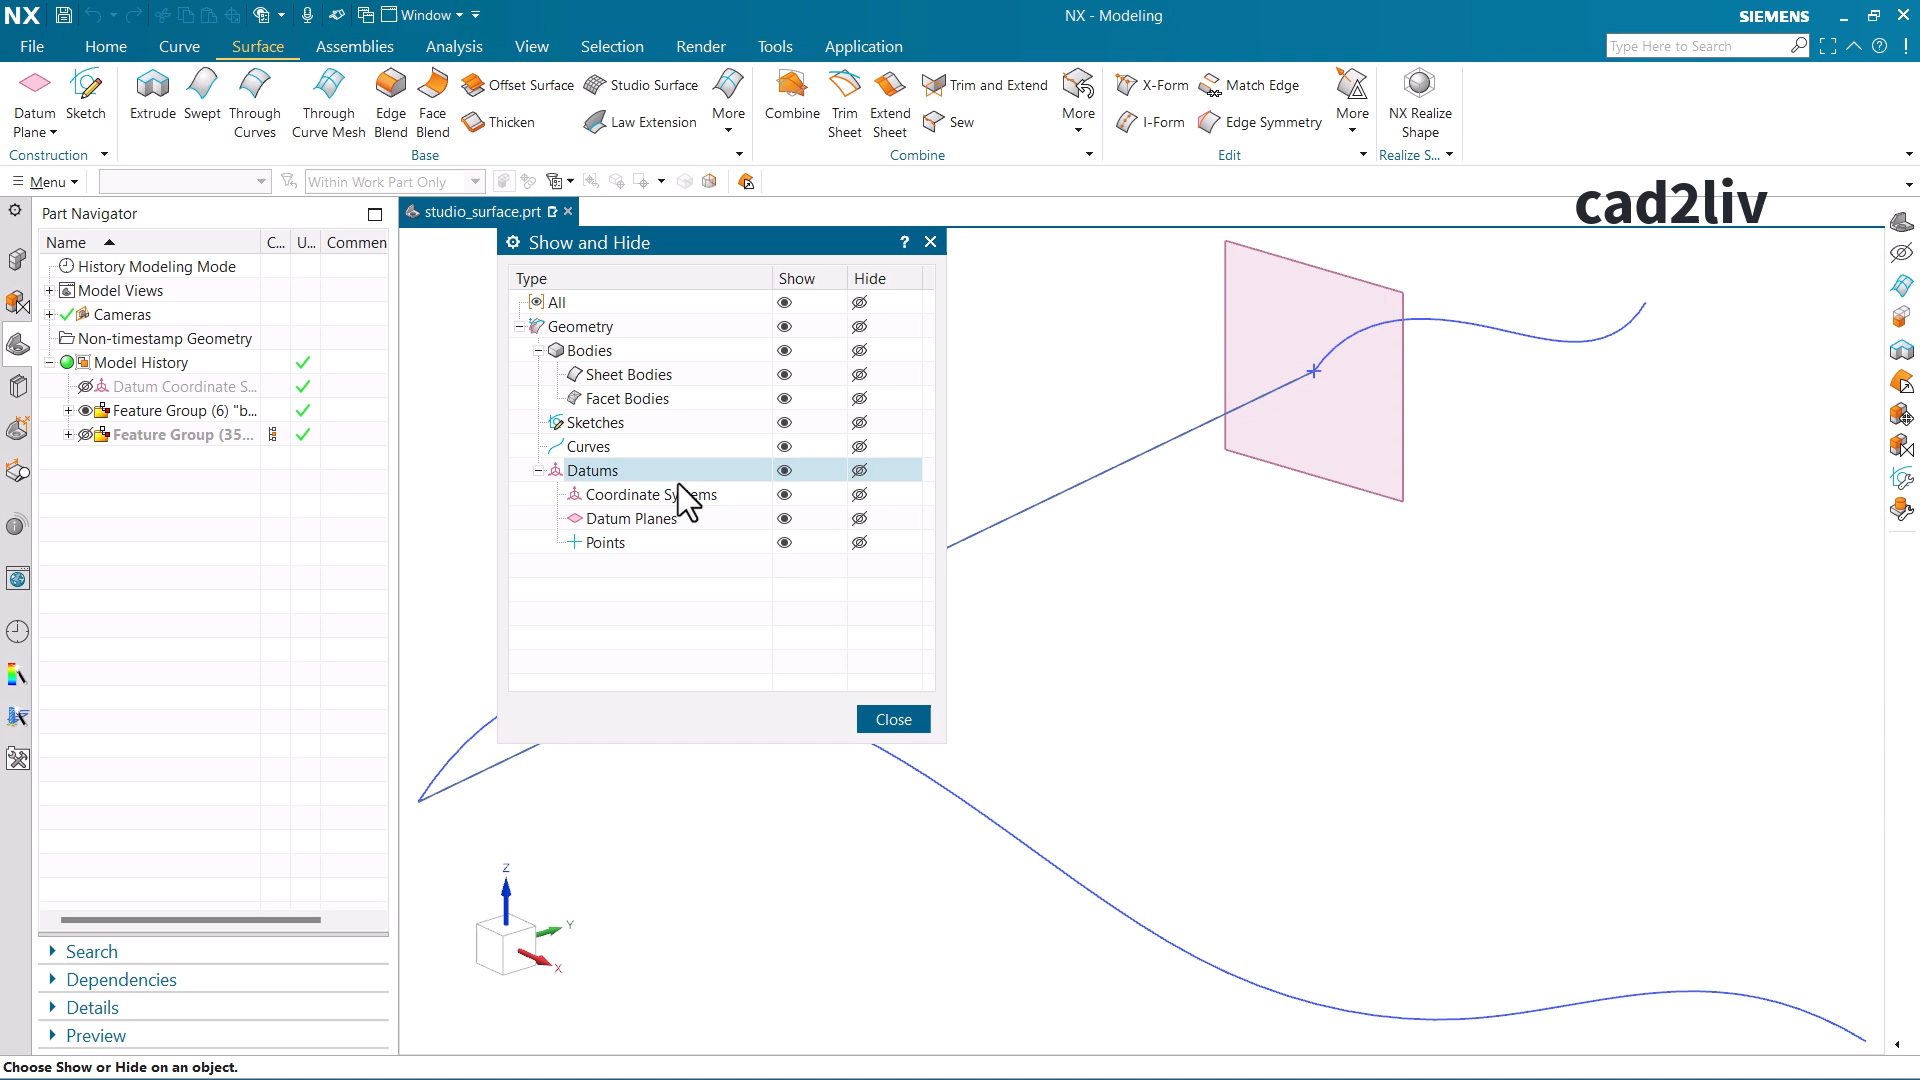 NX Window NX - Modeling SIEMENS
File Home Curve Surface Assemblies Analysis View Selection Render Tools Application Type Here to Search
Datum Plane Sketch Extrude Swept Through Curves Through Curve Mesh Edge Blend Face Blend Offset Surface Thicken Studio Surface Law Extension More Combine Trim Sheet Extend Sheet Trim and Extend Sew More X-Form I-Form Match Edge Edge Symmetry More NX Realize Shape
Construction Base Combine Edit Realize S...
Menu Within Work Part Only
cad2liv
Part Navigator
studio_surface.prt
Name C... U... Commen
History Modeling Mode
Model Views
Cameras
Non-timestamp Geometry
Model History
Datum Coordinate S...
Feature Group (6) "b...
Feature Group (35...
Show and Hide ?
Type Show Hide
All
Geometry
Bodies
Sheet Bodies
Facet Bodies
Sketches
Curves
Datums
Coordinate Systems
Datum Planes
Points
Close
Z
Y
X
Search
Dependencies
Details
Preview
Choose Show or Hide on an object.